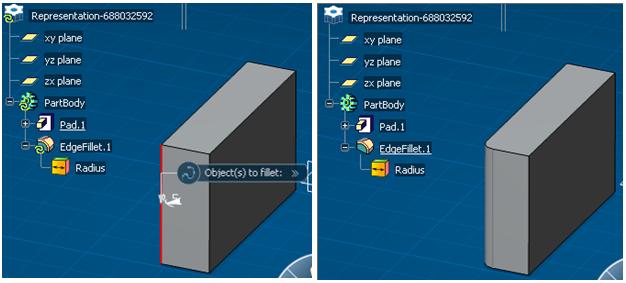 Representation-688032592
xy plane
yz plane
zx plane
PartBody
Pad.1
EdgeFillet.1
Radius
Object(s) to fillet:
Representation-688032592
xy plane
yz plane
zx plane
PartBody
Pad.1
EdgeFillet.1
Radius